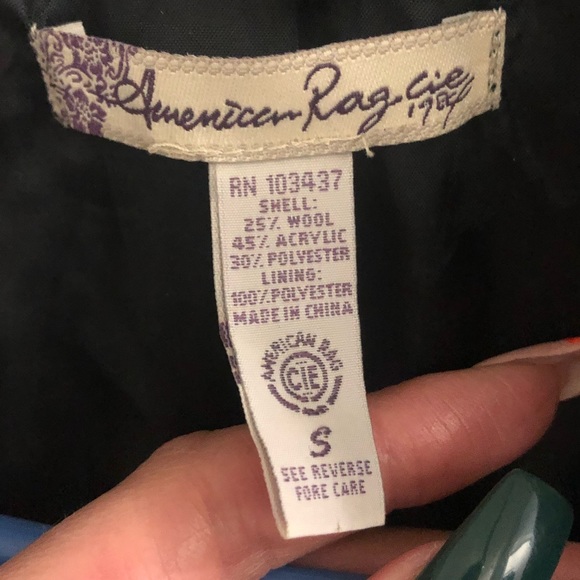 American Rag Cie
RN 103437
SHELL:
25% WOOL
45% ACRYLIC
30% POLYESTER
LINING:
100% POLYESTER
MADE IN CHINA
AMERICAN RAG
CIE
S
SEE REVERSE
FORE CARE